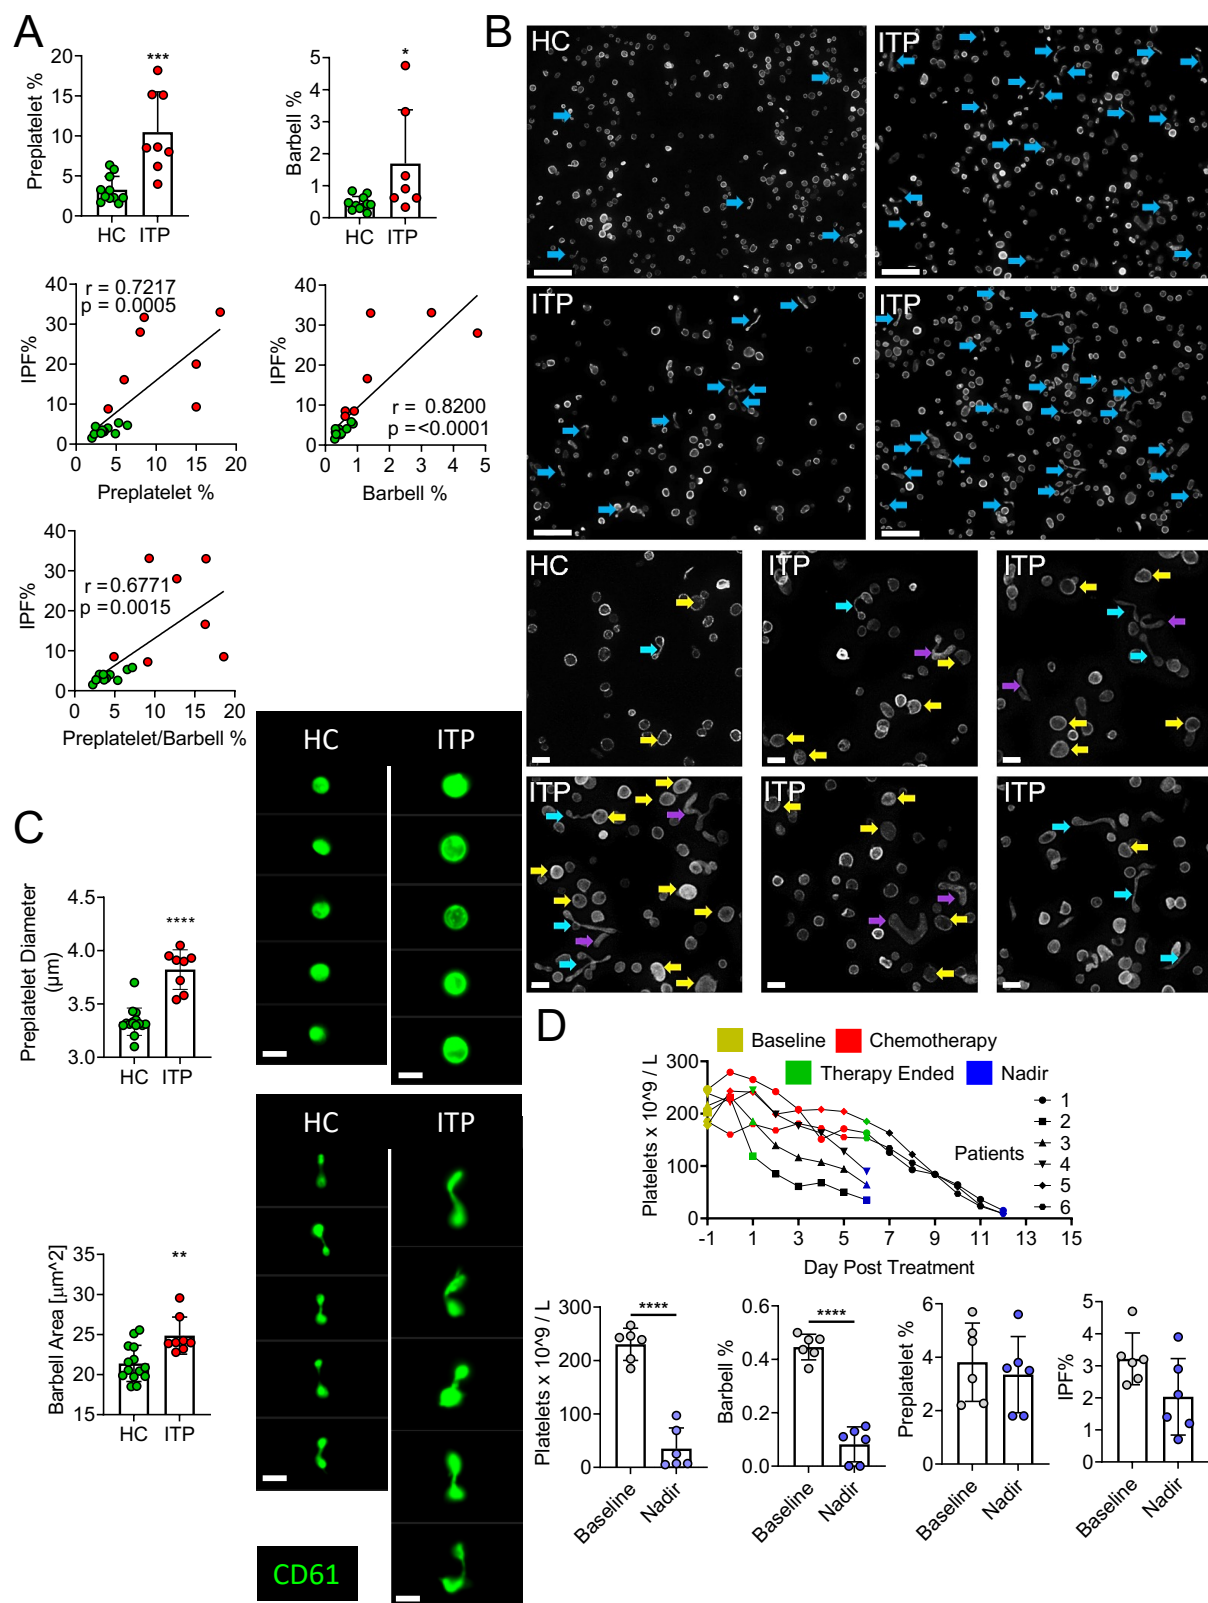 A
20
15
10
5
0
Preplatelet %
***
HC ITP
5
4
3
2
1
0
Barbell %
*
HC ITP
40
30
20
10
0
IPF%
r = 0.7217
p = 0.0005
0 5 10 15 20
Preplatelet %
40
30
20
10
0
IPF%
r = 0.8200
p =<0.0001
0 1 2 3 4 5
Barbell %
40
30
20
10
0
IPF%
r = 0.6771
p = 0.0015
0 5 10 15 20
Preplatelet/Barbell %
B
HC
ITP
ITP
ITP
HC
ITP
ITP
ITP
ITP
ITP
C
4.5
4.0
3.5
3.0
Preplatelet Diameter
(μm)
****
HC ITP
HC
ITP
35
30
25
20
15
Barbell Area [μm^2]
**
HC ITP
HC
ITP
CD61
D
Baseline
Chemotherapy
Therapy Ended
Nadir
300
200
100
0
Platelets x 10^9 / L
-1 1 3 5 7 9 11 13 15
Day Post Treatment
Patients
1
2
3
4
5
6
300
200
100
0
Platelets x 10^9 / L
****
Baseline
Nadir
0.6
0.4
0.2
0.0
Barbell %
****
Baseline
Nadir
6
4
2
0
Preplatelet %
Baseline
Nadir
5
4
3
2
1
0
IPF%
Baseline
Nadir